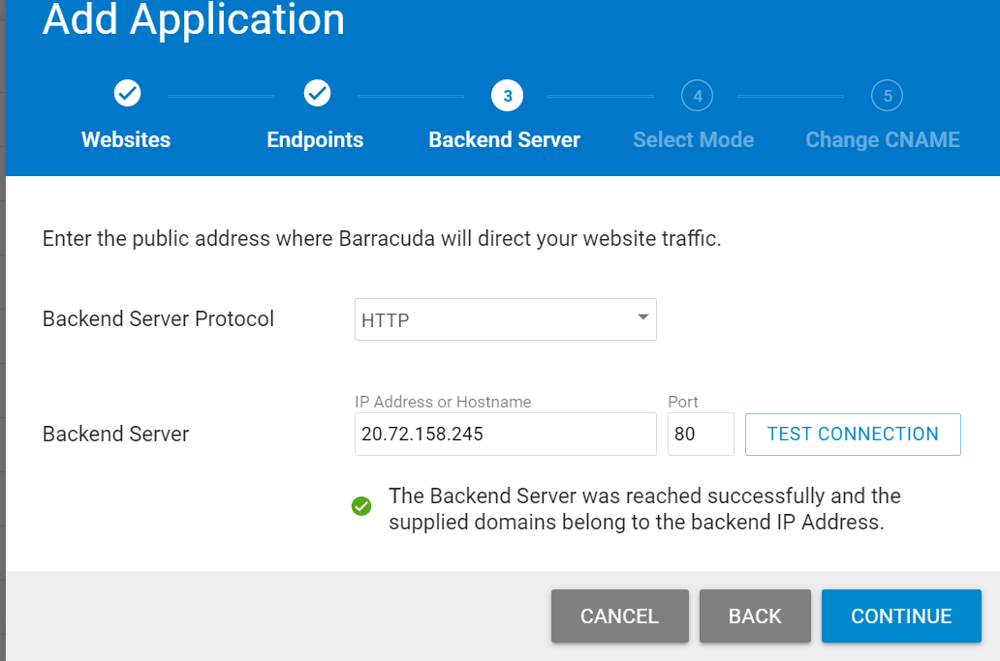 Add Application
3
4
5
Websites
Endpoints
Backend Server
Select Mode
Change CNAME
Enter the public address where Barracuda will direct your website traffic.
Backend Server Protocol
HTTP
IP Address or Hostname
Port
Backend Server
20.72.158.245
80
TEST CONNECTION
The Backend Server was reached successfully and the
supplied domains belong to the backend IP Address.
CANCEL
BACK
CONTINUE